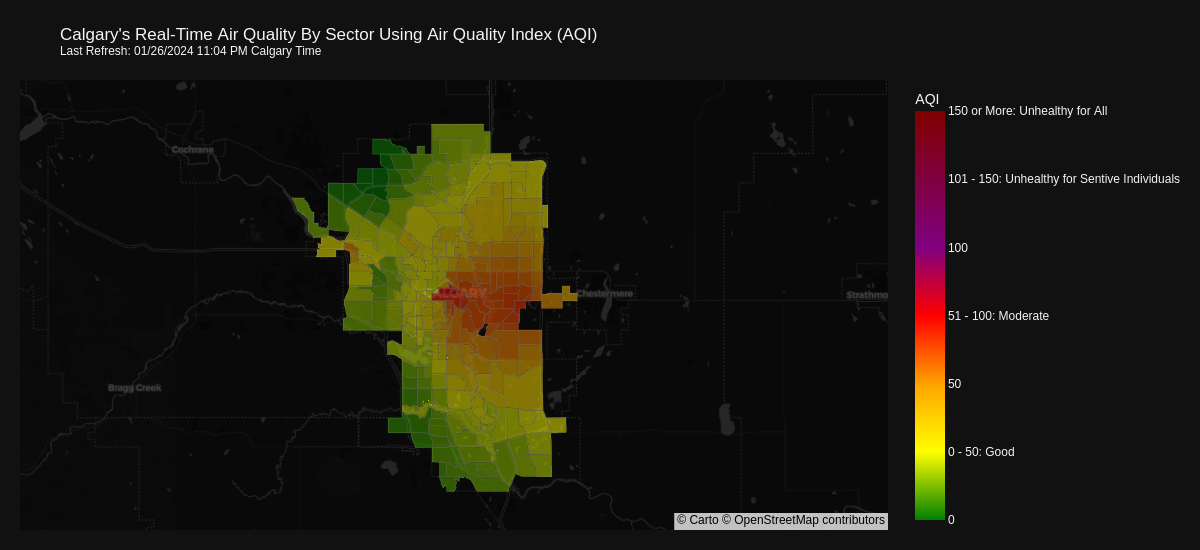 Calgary's Real-Time Air Quality By Sector Using Air Quality Index (AQI)
Last Refresh: 01/26/2024 11:04 PM Calgary Time
AQI
150 or More: Unhealthy for All
101 - 150: Unhealthy for Sentive Individuals
100
51 - 100: Moderate
50
0 - 50: Good
0
Cochrane
CALGARY
Chestermere
Strathmo
Bragg Creek
© Carto © OpenStreetMap contributors